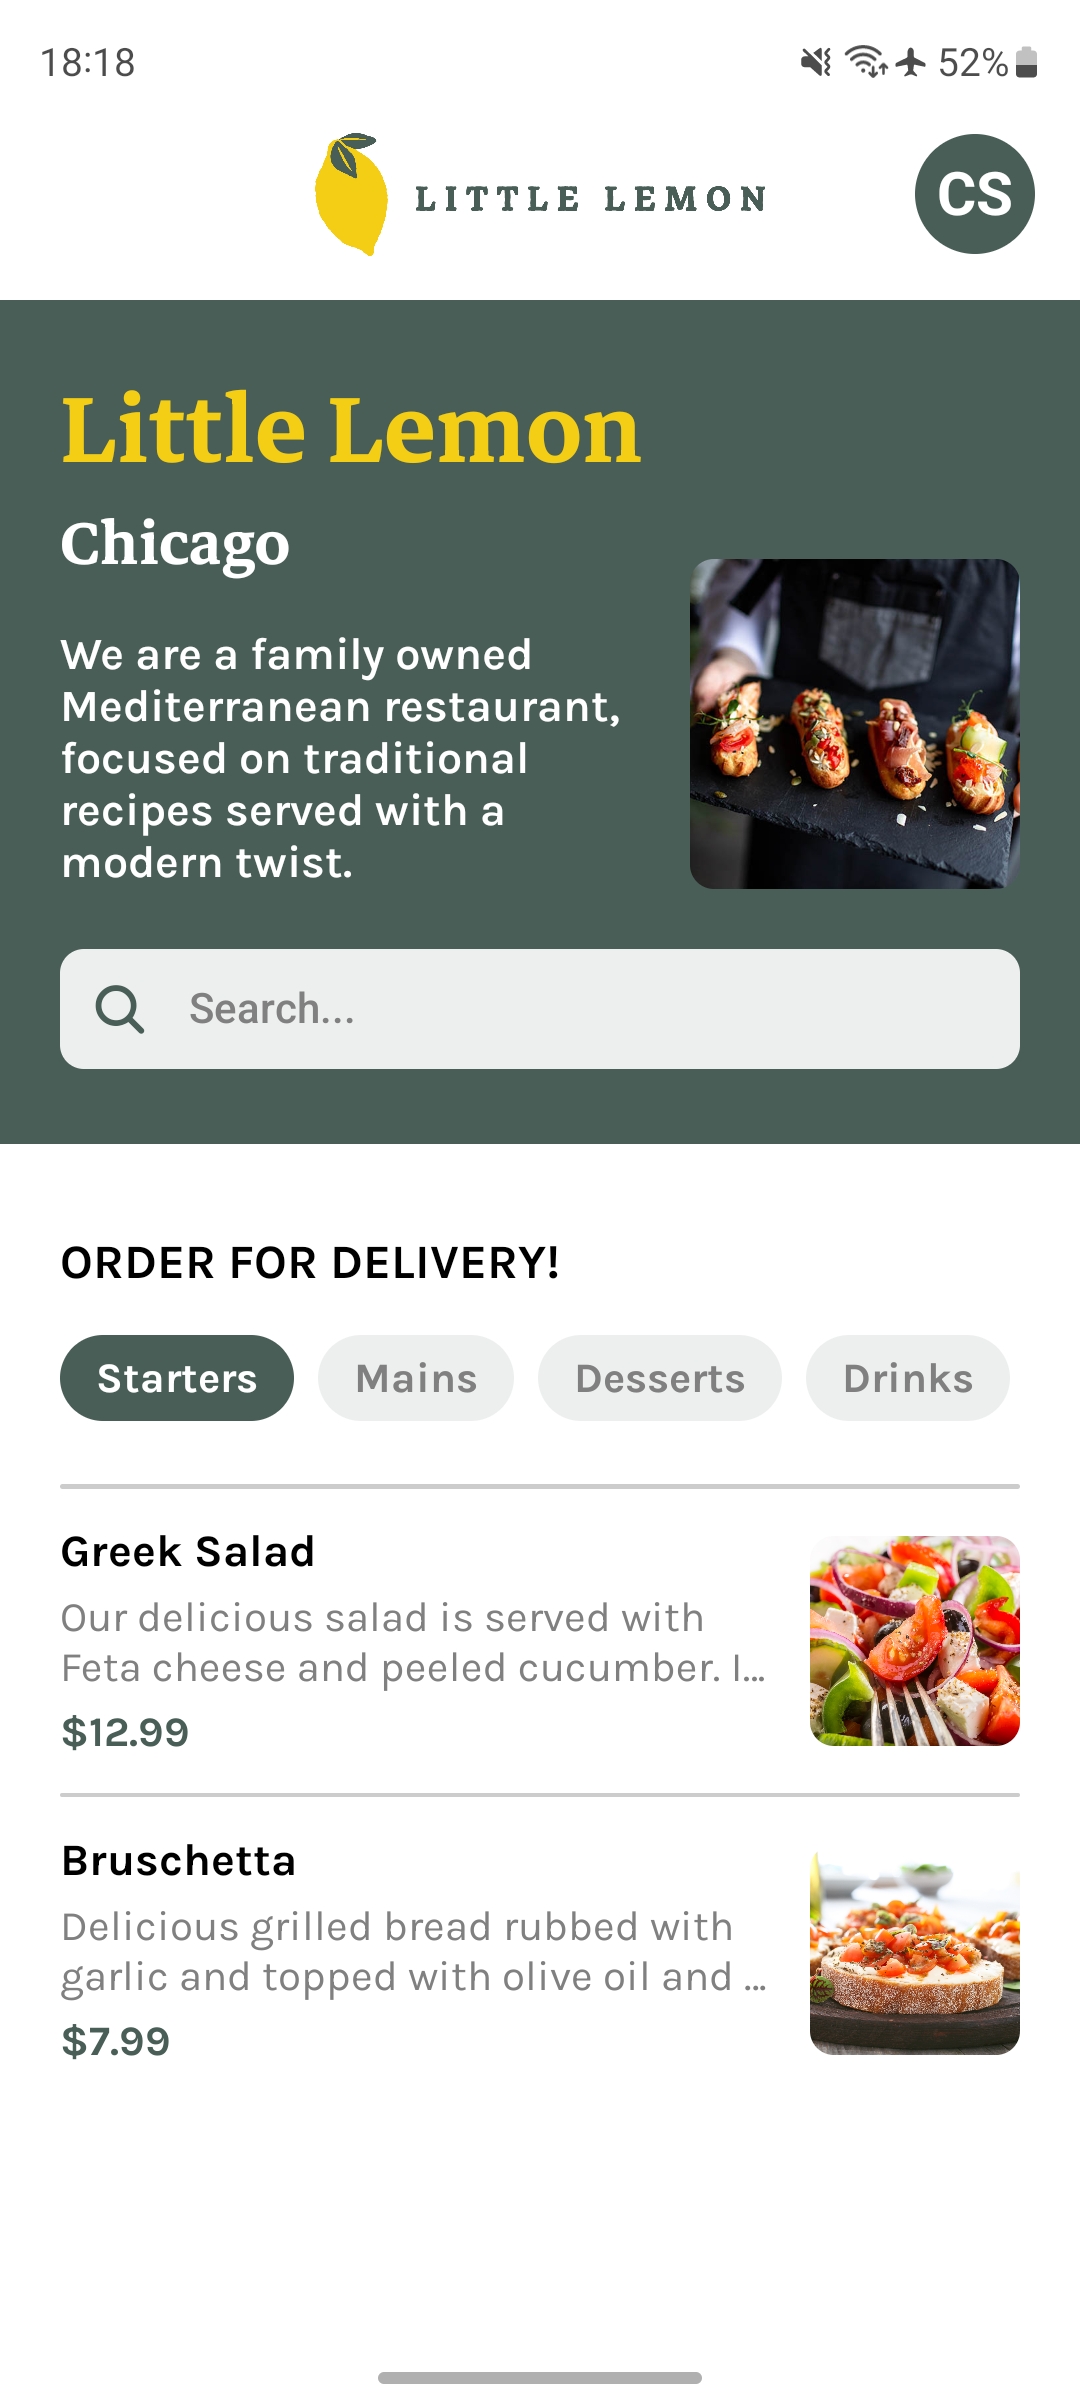 18:18
52%
LITTLE LEMON
CS
Little Lemon
Chicago
We are a family owned
Mediterranean restaurant,
focused on traditional
recipes served with a
modern twist.
Search...
ORDER FOR DELIVERY!
Starters Mains Desserts Drinks
Greek Salad
Our delicious salad is served with
Feta cheese and peeled cucumber. I...
$12.99
Bruschetta
Delicious grilled bread rubbed with
garlic and topped with olive oil and ...
$7.99